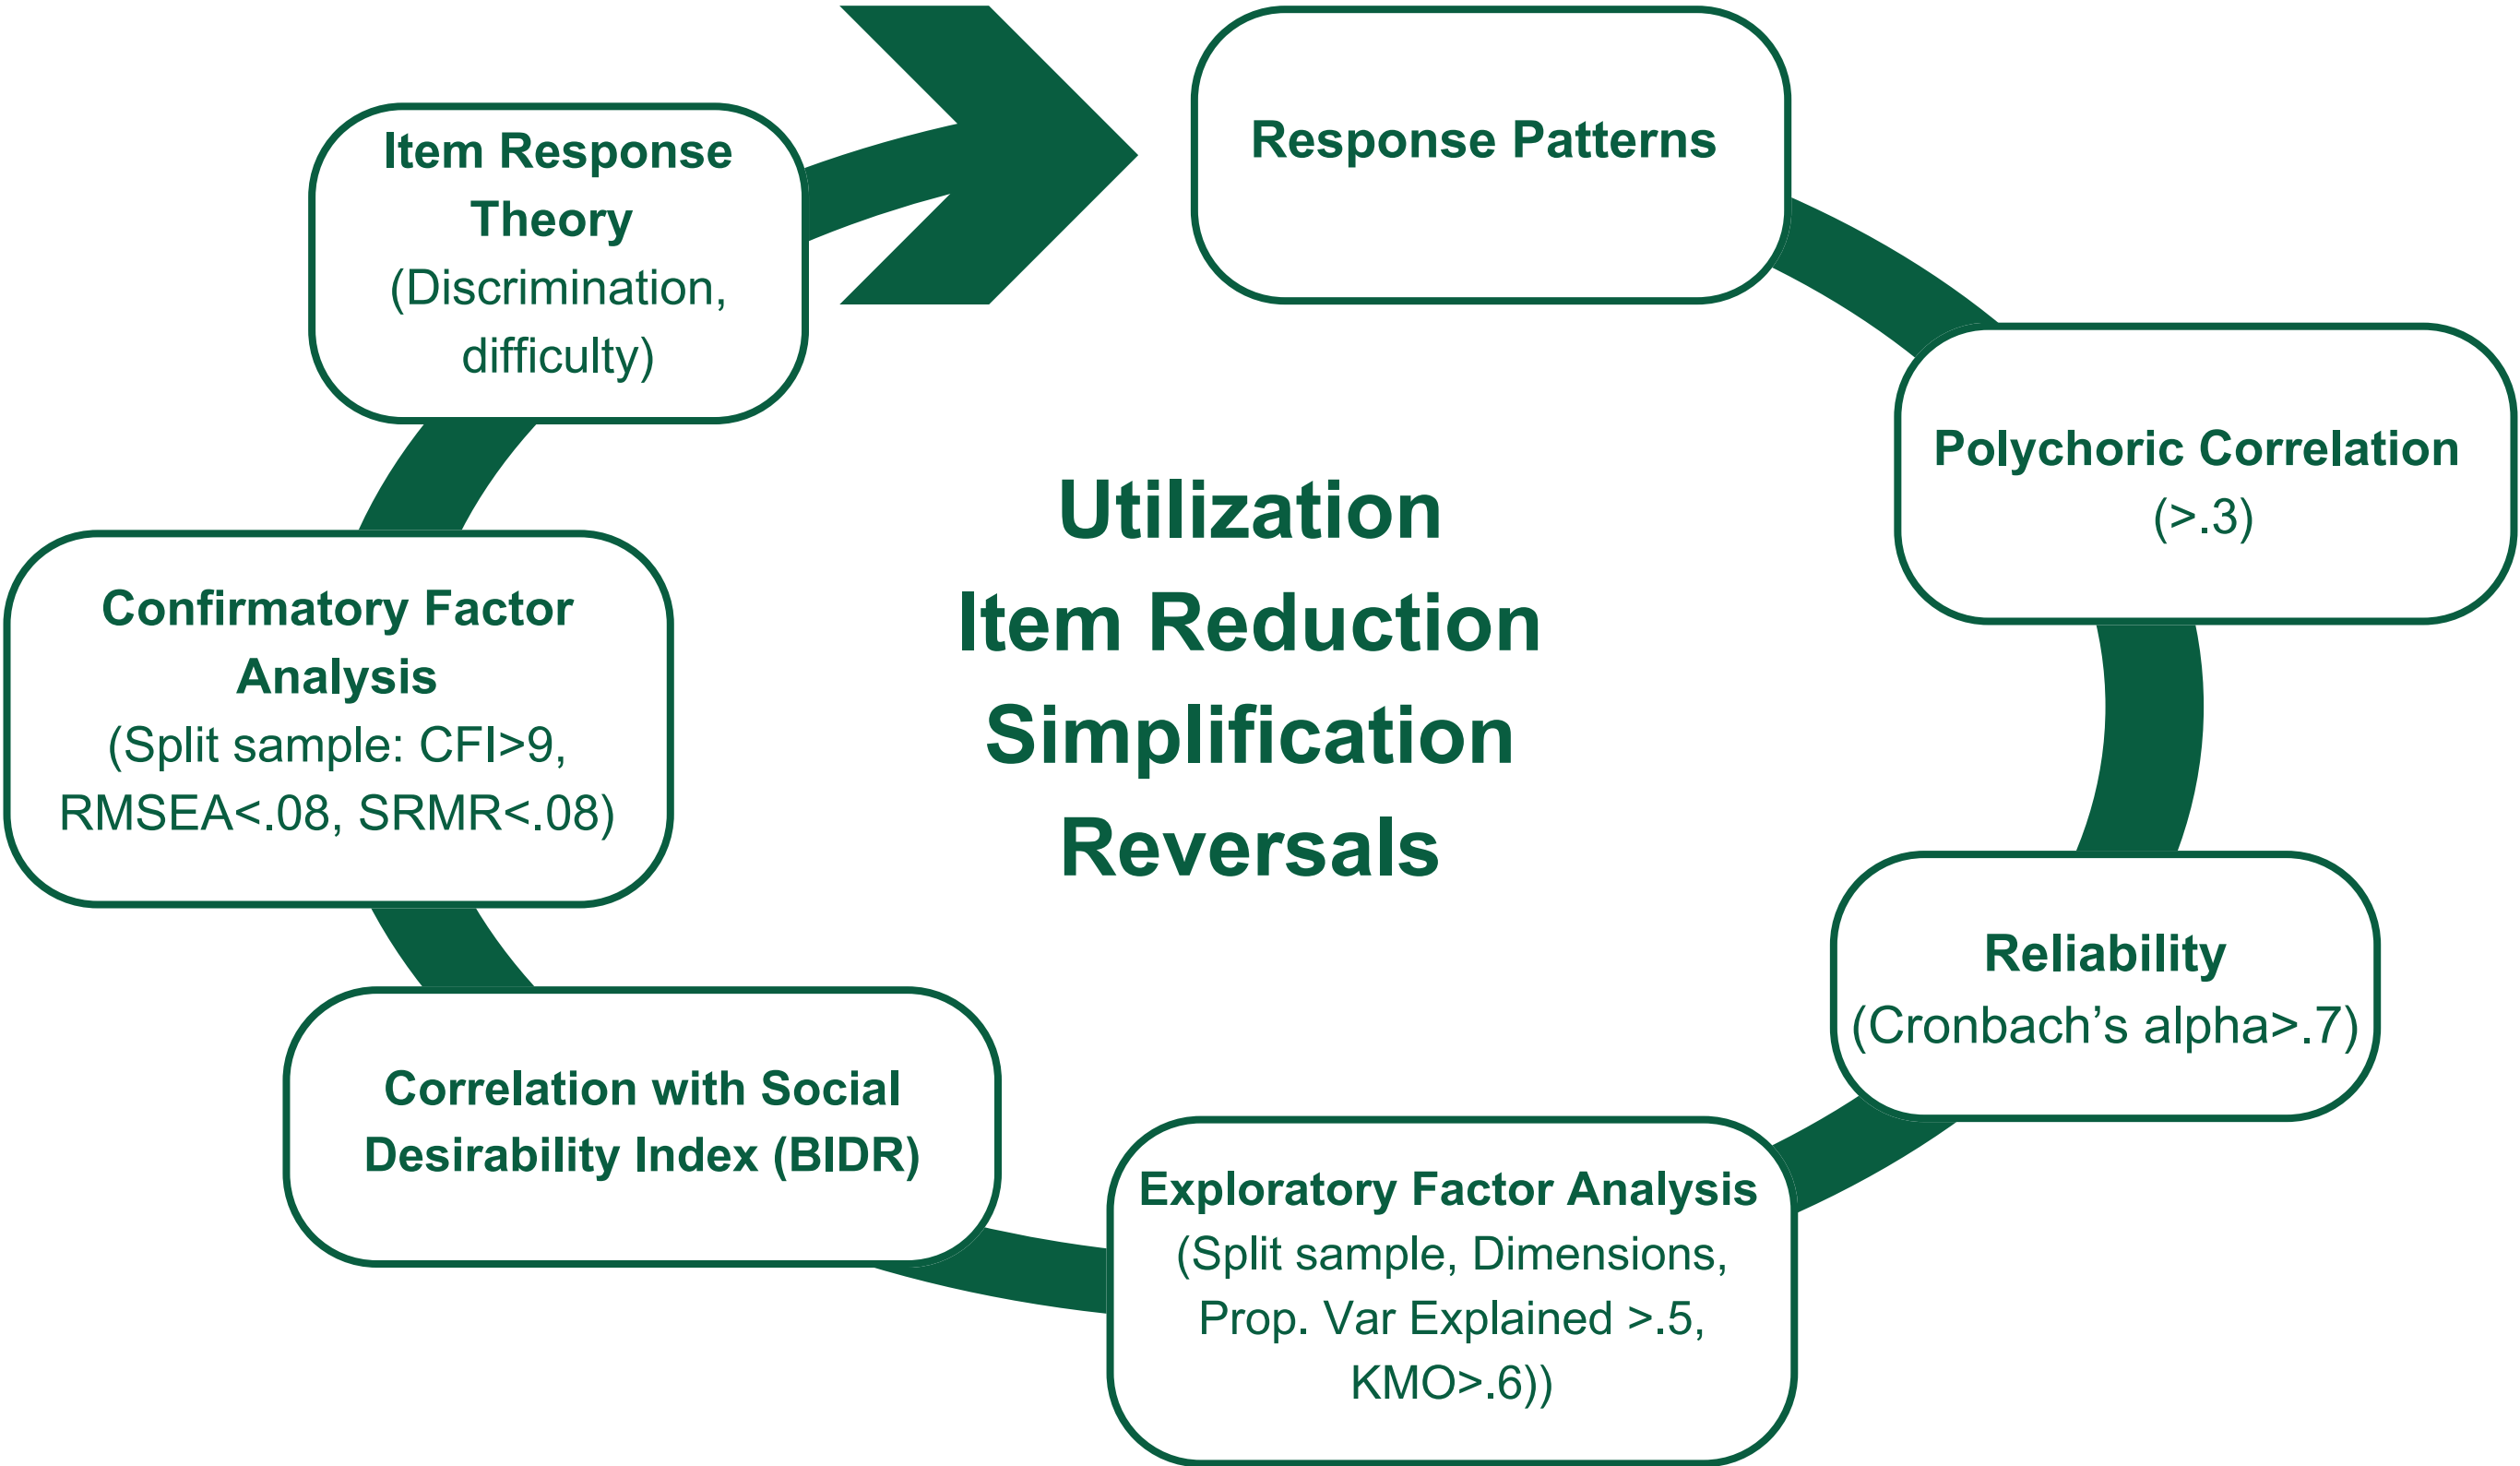 Response Patterns
Polychoric Correlation
(>.3)
Reliability
(Cronbach’s alpha>.7)
Exploratory Factor Analysis
(Split sample, Dimensions,
Prop. Var Explained >.5,
KMO>.6))
Correlation with Social
Desirability Index (BIDR)
Confirmatory Factor
Analysis
(Split sample: CFI>9,
RMSEA<.08, SRMR<.08)
Item Response
Theory
(Discrimination,
difficulty)
Utilization
Item Reduction
Simplification
Reversals